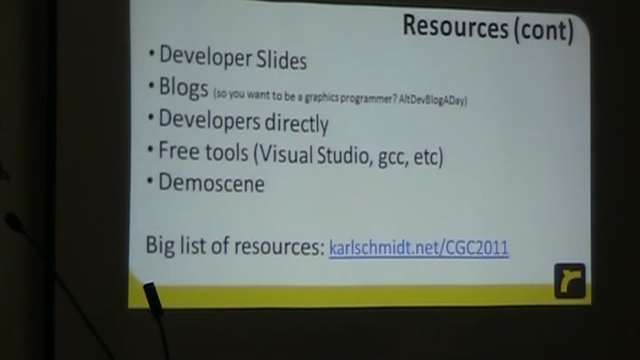 Resources (cont)
• Developer Slides
• Blogs (so you want to be a graphics programmer? AltDevBlogADay)
• Developers directly
• Free tools (Visual Studio, gcc, etc)
• Demoscene
Big list of resources: karlschmidt.net/CGC2011